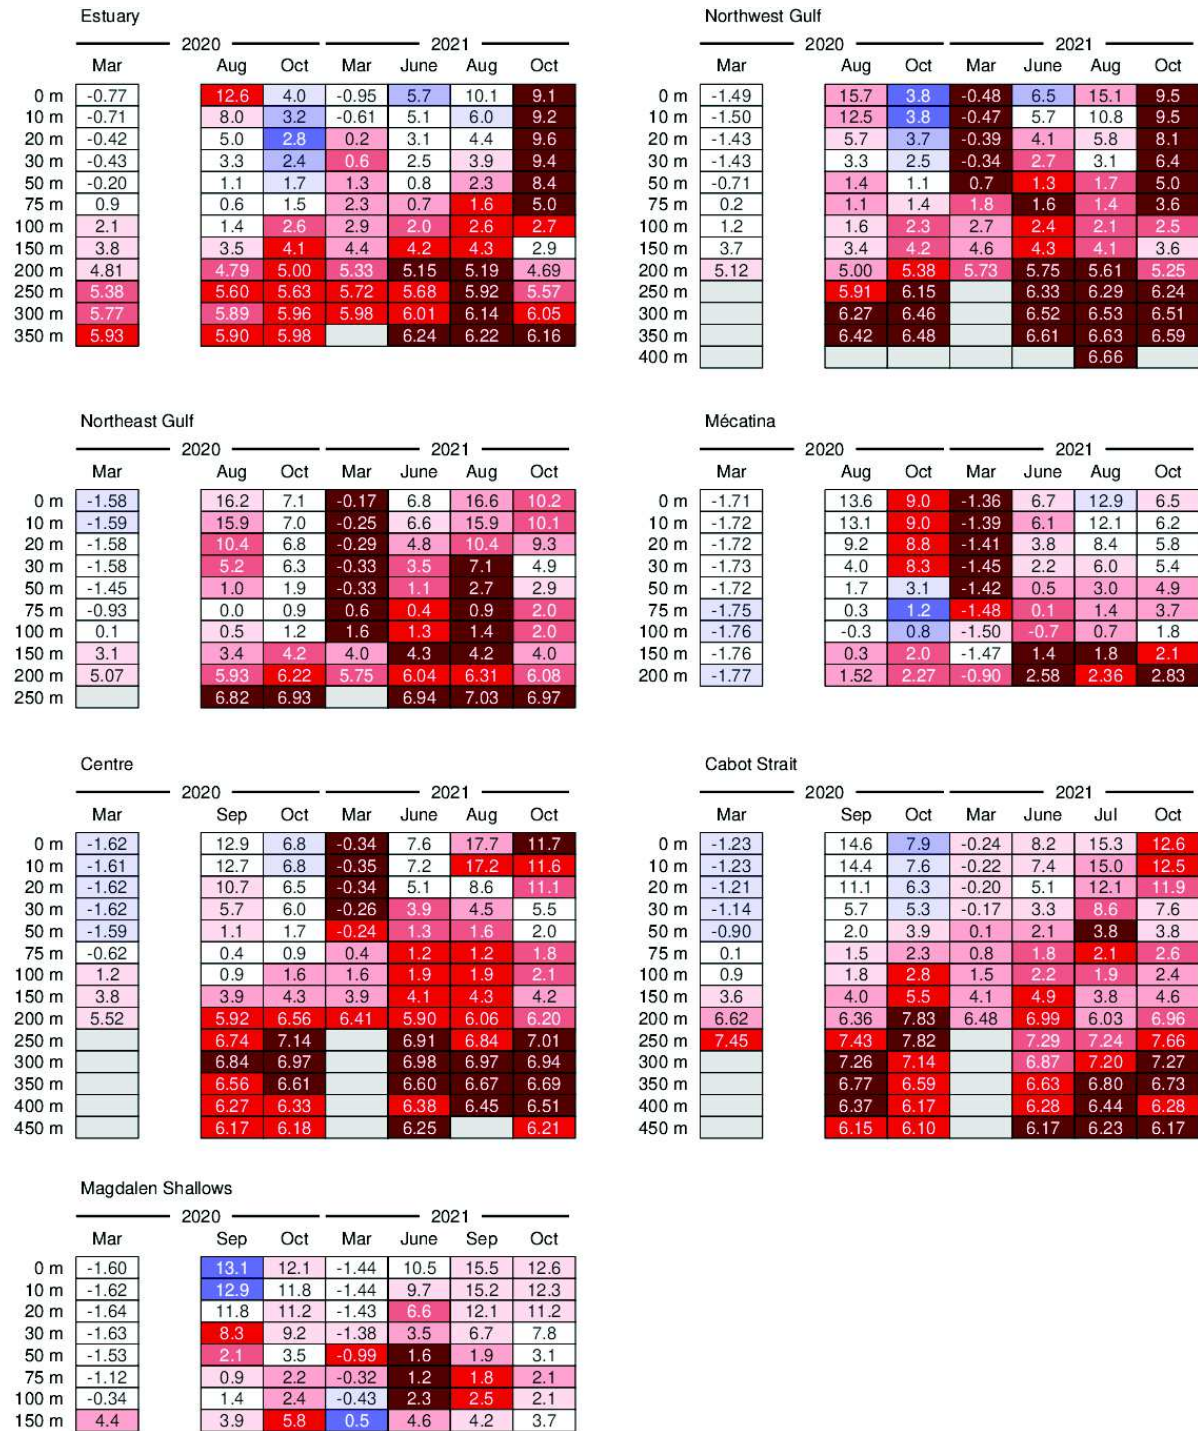 Estuary
2020 2021
Mar Aug Oct Mar June Aug Oct
0 m -0.77 12.6 4.0 -0.95 5.7 10.1 9.1
10 m -0.71 8.0 3.2 -0.61 5.1 6.0 9.2
20 m -0.42 5.0 2.8 0.2 3.1 4.4 9.6
30 m -0.43 3.3 2.4 0.6 2.5 3.9 9.4
50 m -0.20 1.1 1.7 1.3 0.8 2.3 8.4
75 m 0.9 0.6 1.5 2.3 0.7 1.6 5.0
100 m 2.1 1.4 2.6 2.9 2.0 2.6 2.7
150 m 3.8 3.5 4.1 4.4 4.2 4.3 2.9
200 m 4.81 4.79 5.00 5.33 5.15 5.19 4.69
250 m 5.38 5.60 5.63 5.72 5.68 5.92 5.57
300 m 5.77 5.89 5.96 5.98 6.01 6.14 6.05
350 m 5.93 5.90 5.98 6.24 6.22 6.16
Northwest Gulf
2020 2021
Mar Aug Oct Mar June Aug Oct
0 m -1.49 15.7 3.8 -0.48 6.5 15.1 9.5
10 m -1.50 12.5 3.8 -0.47 5.7 10.8 9.5
20 m -1.43 5.7 3.7 -0.39 4.1 5.8 8.1
30 m -1.43 3.3 2.5 -0.34 2.7 3.1 6.4
50 m -0.71 1.4 1.1 0.7 1.3 1.7 5.0
75 m 0.2 1.1 1.4 1.8 1.6 1.4 3.6
100 m 1.2 1.6 2.3 2.7 2.4 2.1 2.5
150 m 3.7 3.4 4.2 4.6 4.3 4.1 3.6
200 m 5.12 5.00 5.38 5.73 5.75 5.61 5.25
250 m 5.91 6.15 6.33 6.29 6.24
300 m 6.27 6.46 6.52 6.53 6.51
350 m 6.42 6.48 6.61 6.63 6.59
400 m 6.66
Northeast Gulf
2020 2021
Mar Aug Oct Mar June Aug Oct
0 m -1.58 16.2 7.1 -0.17 6.8 16.6 10.2
10 m -1.59 15.9 7.0 -0.25 6.6 15.9 10.1
20 m -1.58 10.4 6.8 -0.29 4.8 10.4 9.3
30 m -1.58 5.2 6.3 -0.33 3.5 7.1 4.9
50 m -1.45 1.0 1.9 -0.33 1.1 2.7 2.9
75 m -0.93 0.0 0.9 0.6 0.4 0.9 2.0
100 m 0.1 0.5 1.2 1.6 1.3 1.4 2.0
150 m 3.1 3.4 4.2 4.0 4.3 4.2 4.0
200 m 5.07 5.93 6.22 5.75 6.04 6.31 6.08
250 m 6.82 6.93 6.94 7.03 6.97
Mécatina
2020 2021
Mar Aug Oct Mar June Aug Oct
0 m -1.71 13.6 9.0 -1.36 6.7 12.9 6.5
10 m -1.72 13.1 9.0 -1.39 6.1 12.1 6.2
20 m -1.72 9.2 8.8 -1.41 3.8 8.4 5.8
30 m -1.73 4.0 8.3 -1.45 2.2 6.0 5.4
50 m -1.72 1.7 3.1 -1.42 0.5 3.0 4.9
75 m -1.75 0.3 1.2 -1.48 0.1 1.4 3.7
100 m -1.76 -0.3 0.8 -1.50 -0.7 0.7 1.8
150 m -1.76 0.3 2.0 -1.47 1.4 1.8 2.1
200 m -1.77 1.52 2.27 -0.90 2.58 2.36 2.83
Centre
2020 2021
Mar Sep Oct Mar June Aug Oct
0 m -1.62 12.9 6.8 -0.34 7.6 17.7 11.7
10 m -1.61 12.7 6.8 -0.35 7.2 17.2 11.6
20 m -1.62 10.7 6.5 -0.34 5.1 8.6 11.1
30 m -1.62 5.7 6.0 -0.26 3.9 4.5 5.5
50 m -1.59 1.1 1.7 -0.24 1.3 1.6 2.0
75 m -0.62 0.4 0.9 0.4 1.2 1.2 1.8
100 m 1.2 0.9 1.6 1.6 1.9 1.9 2.1
150 m 3.8 3.9 4.3 3.9 4.1 4.3 4.2
200 m 5.52 5.92 6.56 6.41 5.90 6.06 6.20
250 m 6.74 7.14 6.91 6.84 7.01
300 m 6.84 6.97 6.98 6.97 6.94
350 m 6.56 6.61 6.60 6.67 6.69
400 m 6.27 6.33 6.38 6.45 6.51
450 m 6.17 6.18 6.25 6.21
Cabot Strait
2020 2021
Mar Sep Oct Mar June Jul Oct
0 m -1.23 14.6 7.9 -0.24 8.2 15.3 12.6
10 m -1.23 14.4 7.6 -0.22 7.4 15.0 12.5
20 m -1.21 11.1 6.3 -0.20 5.1 12.1 11.9
30 m -1.14 5.7 5.3 -0.17 3.3 8.6 7.6
50 m -0.90 2.0 3.9 0.1 2.1 3.8 3.8
75 m 0.1 1.5 2.3 0.8 1.8 2.1 2.6
100 m 0.9 1.8 2.8 1.5 2.2 1.9 2.4
150 m 3.6 4.0 5.5 4.1 4.9 3.8 4.6
200 m 6.62 6.36 7.83 6.48 6.99 6.03 6.96
250 m 7.45 7.43 7.82 7.29 7.24 7.66
300 m 7.26 7.14 6.87 7.20 7.27
350 m 6.77 6.59 6.63 6.80 6.73
400 m 6.37 6.17 6.28 6.44 6.28
450 m 6.15 6.10 6.17 6.23 6.17
Magdalen Shallows
2020 2021
Mar Sep Oct Mar June Sep Oct
0 m -1.60 13.1 12.1 -1.44 10.5 15.5 12.6
10 m -1.62 12.9 11.8 -1.44 9.7 15.2 12.3
20 m -1.64 11.8 11.2 -1.43 6.6 12.1 11.2
30 m -1.63 8.3 9.2 -1.38 3.5 6.7 7.8
50 m -1.53 2.1 3.5 -0.99 1.6 1.9 3.1
75 m -1.12 0.9 2.2 -0.32 1.2 1.8 2.1
100 m -0.34 1.4 2.4 -0.43 2.3 2.5 2.1
150 m 4.4 3.9 5.8 0.5 4.6 4.2 3.7